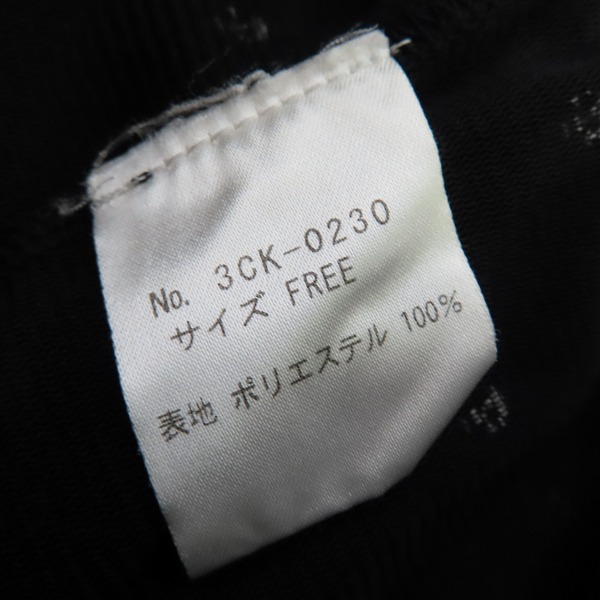 No. 3CK-0230
サイズ FREE
表地 ポリエステル 100%